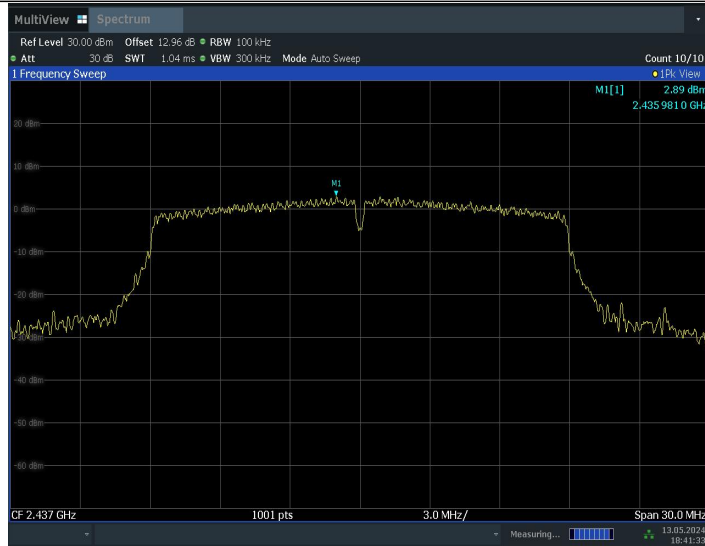 MultiView Spectrum
Ref Level 30.00 dBm Offset 12.96 dB RBW 100 kHz
Att 30 dB SWT 1.04 ms VBW 300 kHz Mode Auto Sweep Count 10/10
1 Frequency Sweep 1Pk View
M1[1] 2.89 dBm
2.435 981 0 GHz
20 dBm
10 dBm
M1
0 dBm
-10 dBm
-20 dBm
-30 dBm
-40 dBm
-50 dBm
-60 dBm
CF 2.437 GHz 1001 pts 3.0 MHz/ Span 30.0 MHz
Measuring... 13.05.2024
18:41:33